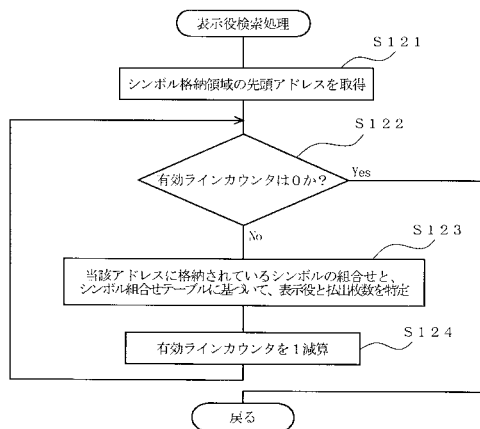 表示役検索処理
S121
シンボル格納領域の先頭アドレスを取得
S122
有効ラインカウンタは0か?
Yes
No
S123
当該アドレスに格納されているシンボルの組合せと、
シンボル組合せテーブルに基づいて、表示役と払出枚数を特定
S124
有効ラインカウンタを1減算
戻る